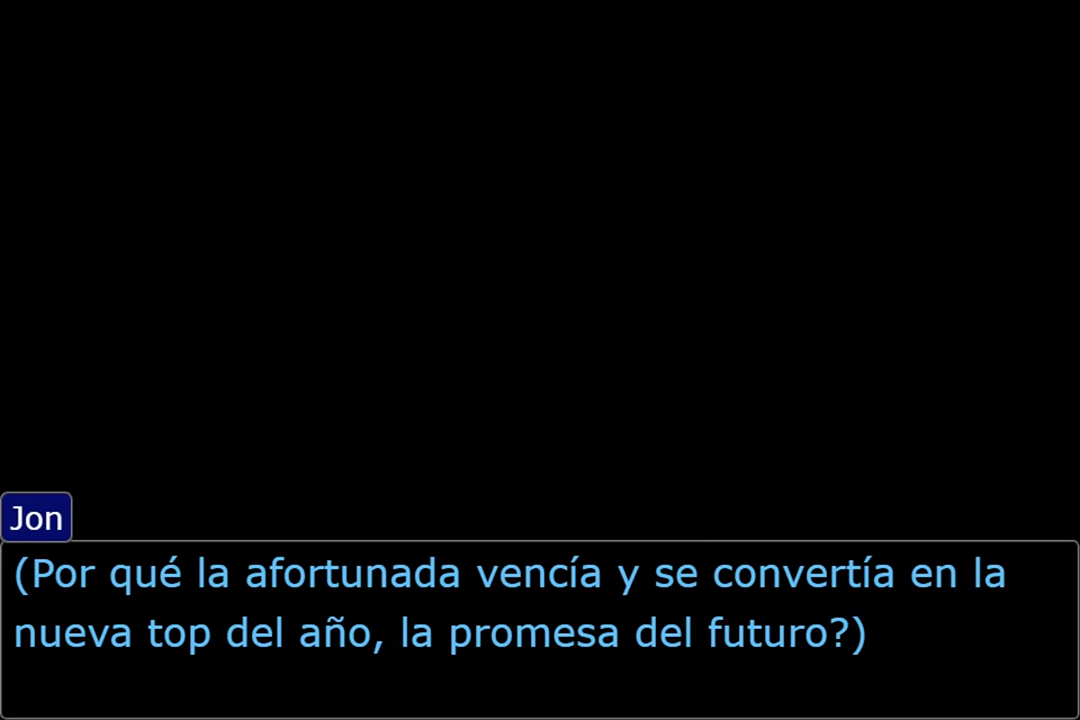 Jon
(Por qué la afortunada vencía y se convertía en la
nueva top del año, la promesa del futuro?)